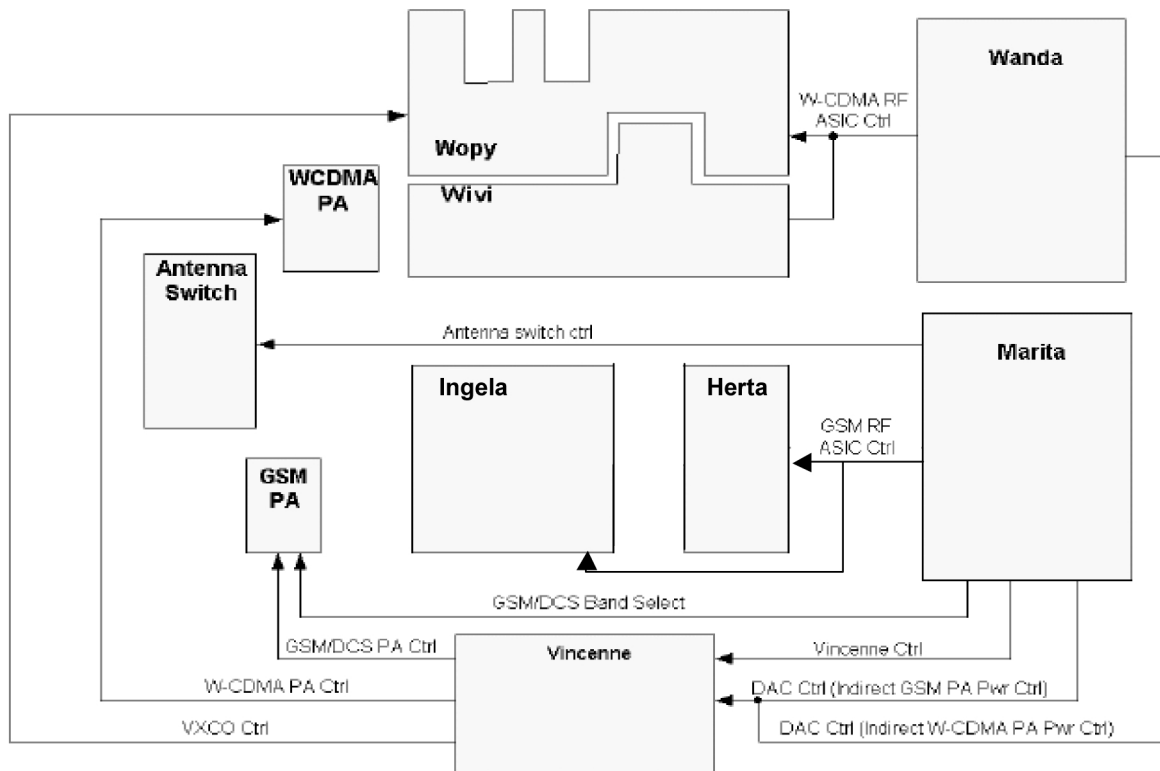 Wanda
W-CDMA RF
ASIC Ctrl
Wopy
WCDMA
PA
Wivi
Antenna
Switch
Antenna switch ctrl
Marita
Ingela
Herta
GSM RF
ASIC Ctrl
GSM
PA
GSM/DCS Band Select
GSM/DCS PA Ctrl
Vincenne
Vincenne Ctrl
W-CDMA PA Ctrl
DAC Ctrl (Indirect GSM PA Pwr Ctrl)
VXCO Ctrl
DAC Ctrl (Indirect W-CDMA PA Pwr Ctrl)